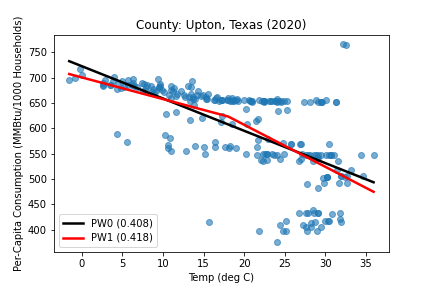 County: Upton, Texas (2020)
Per-Capita Consumption (MMBtu/1000 Households)
750
700
650
600
550
500
450
400
PW0 (0.408)
PW1 (0.418)
0 5 10 15 20 25 30 35
Temp (deg C)